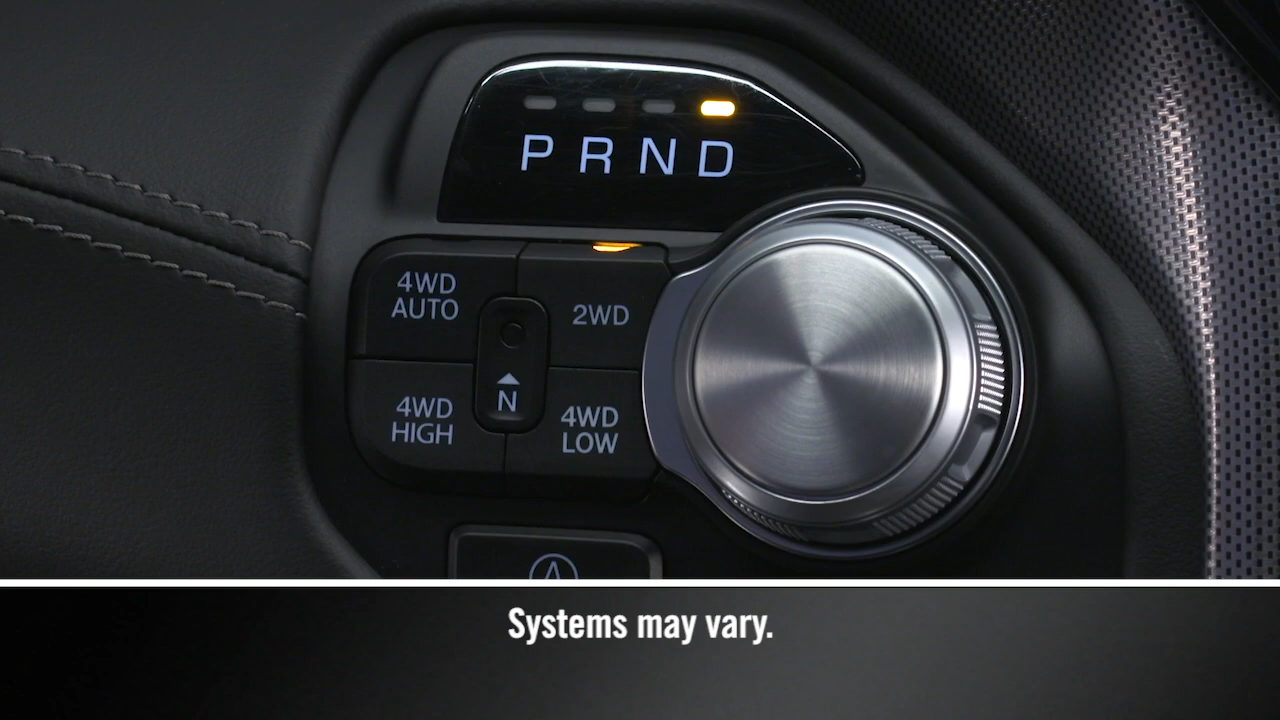 P R N D
4WD
AUTO
2WD
N
4WD
HIGH
4WD
LOW
A
Systems may vary.